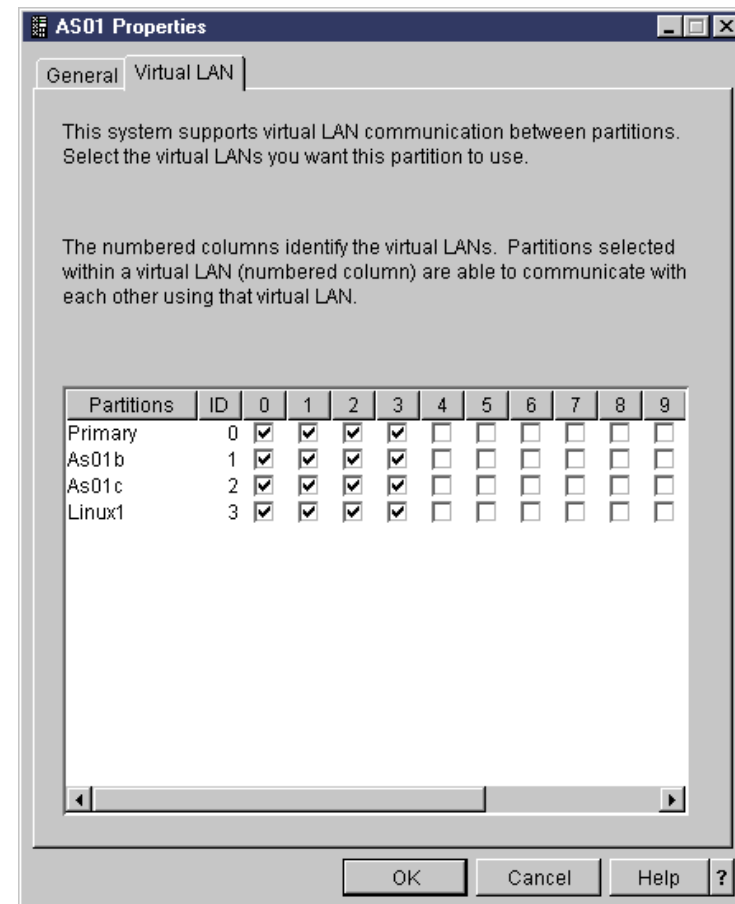 AS01 Properties
General Virtual LAN
This system supports virtual LAN communication between partitions.
Select the virtual LANs you want this partition to use.
The numbered columns identify the virtual LANs. Partitions selected
within a virtual LAN (numbered column) are able to communicate with
each other using that virtual LAN.
Partitions ID 0 1 2 3 4 5 6 7 8 9
Primary 0
As01b 1
As01c 2
Linux1 3
OK Cancel Help ?